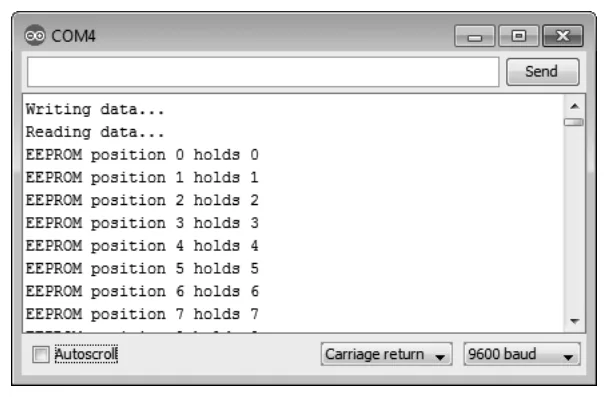 COM4
Send
Writing data...
Reading data...
EEPROM position 0 holds 0
EEPROM position 1 holds 1
EEPROM position 2 holds 2
EEPROM position 3 holds 3
EEPROM position 4 holds 4
EEPROM position 5 holds 5
EEPROM position 6 holds 6
EEPROM position 7 holds 7
Autoscroll Carriage return 9600 baud